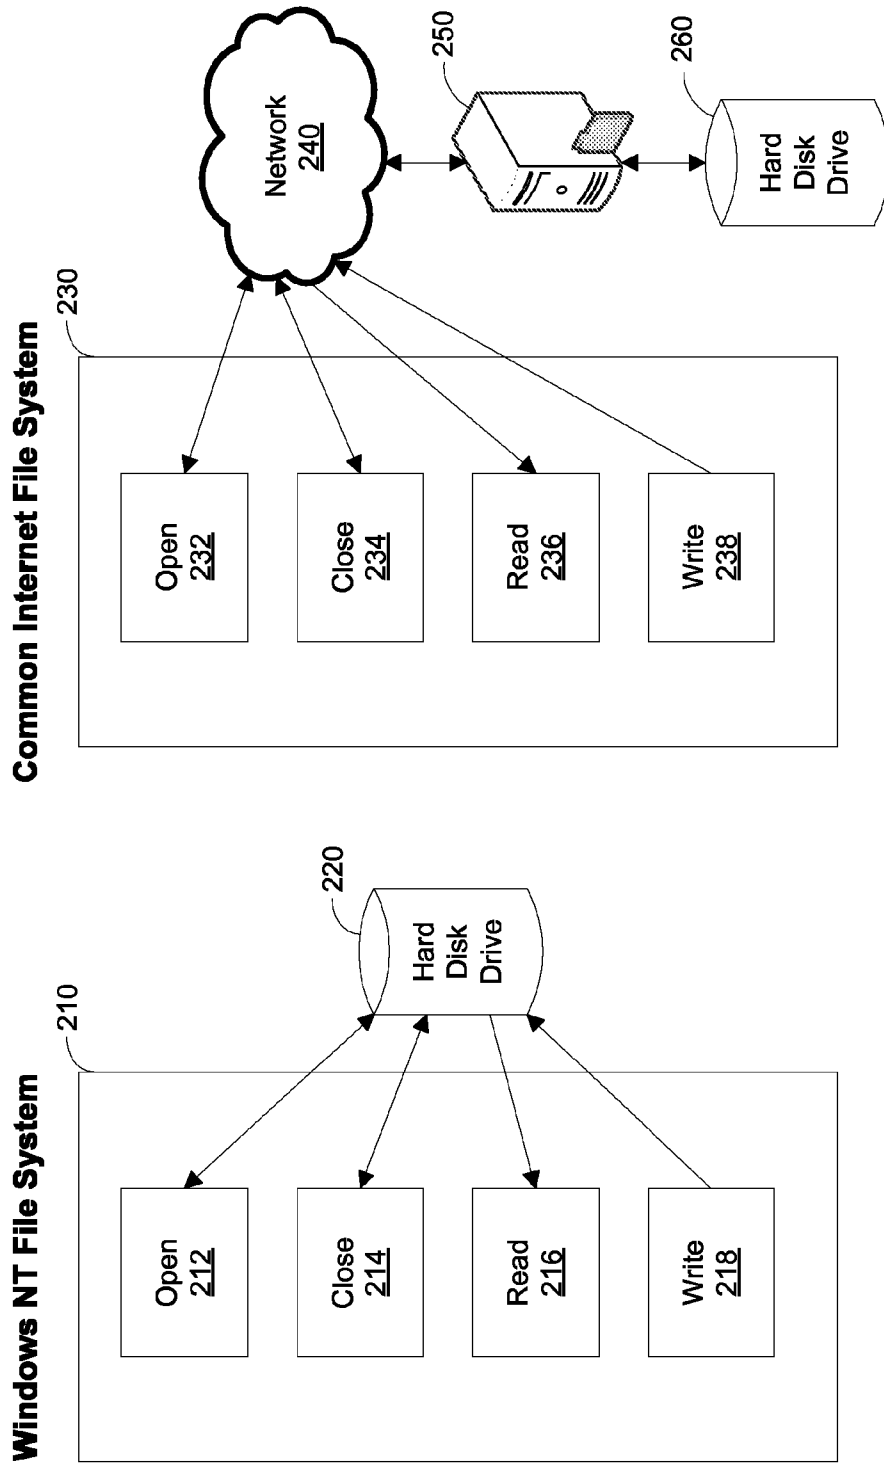 Windows NT File System
210
Open
212
Close
214
Read
216
Write
218
220
Hard
Disk
Drive
Common Internet File System
230
Open
232
Close
234
Read
236
Write
238
Network
240
250
260
Hard
Disk
Drive